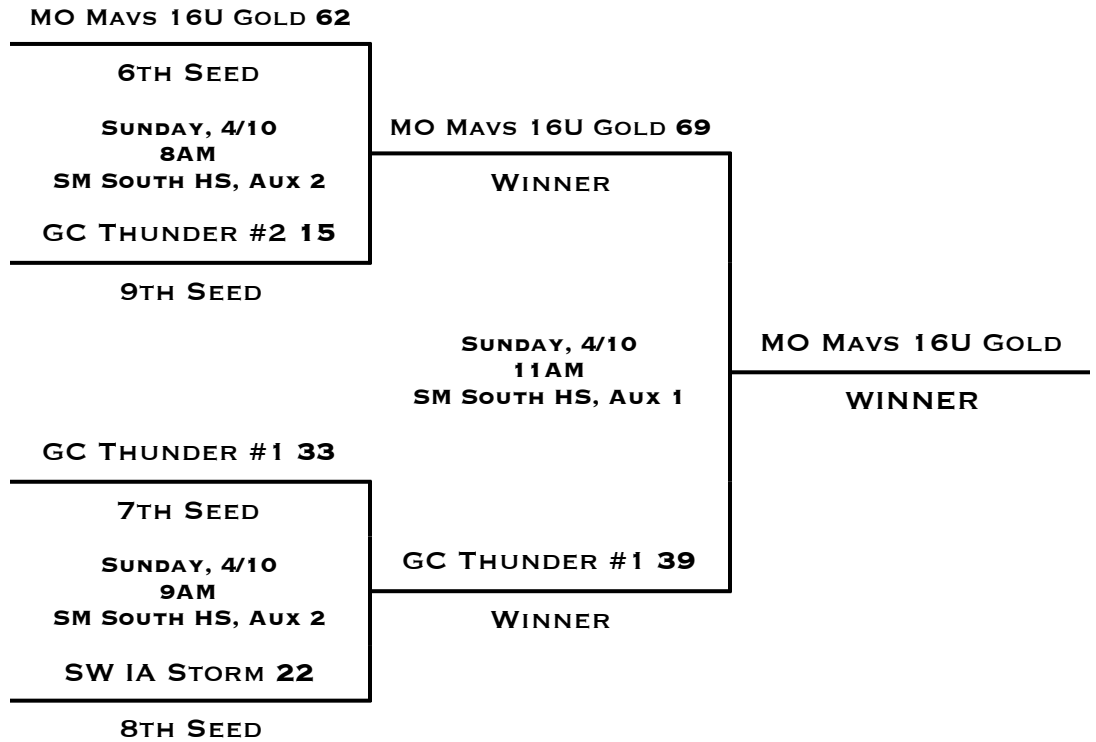 MO Mavs 16U Gold 62
6th Seed
Sunday, 4/10
8AM
SM South HS, Aux 2
GC Thunder #2 15
9th Seed
MO Mavs 16U Gold 69
Winner
Sunday, 4/10
11AM
SM South HS, Aux 1
MO Mavs 16U Gold
WINNER
GC Thunder #1 33
7th Seed
Sunday, 4/10
9AM
SM South HS, Aux 2
SW IA Storm 22
8th Seed
GC Thunder #1 39
Winner